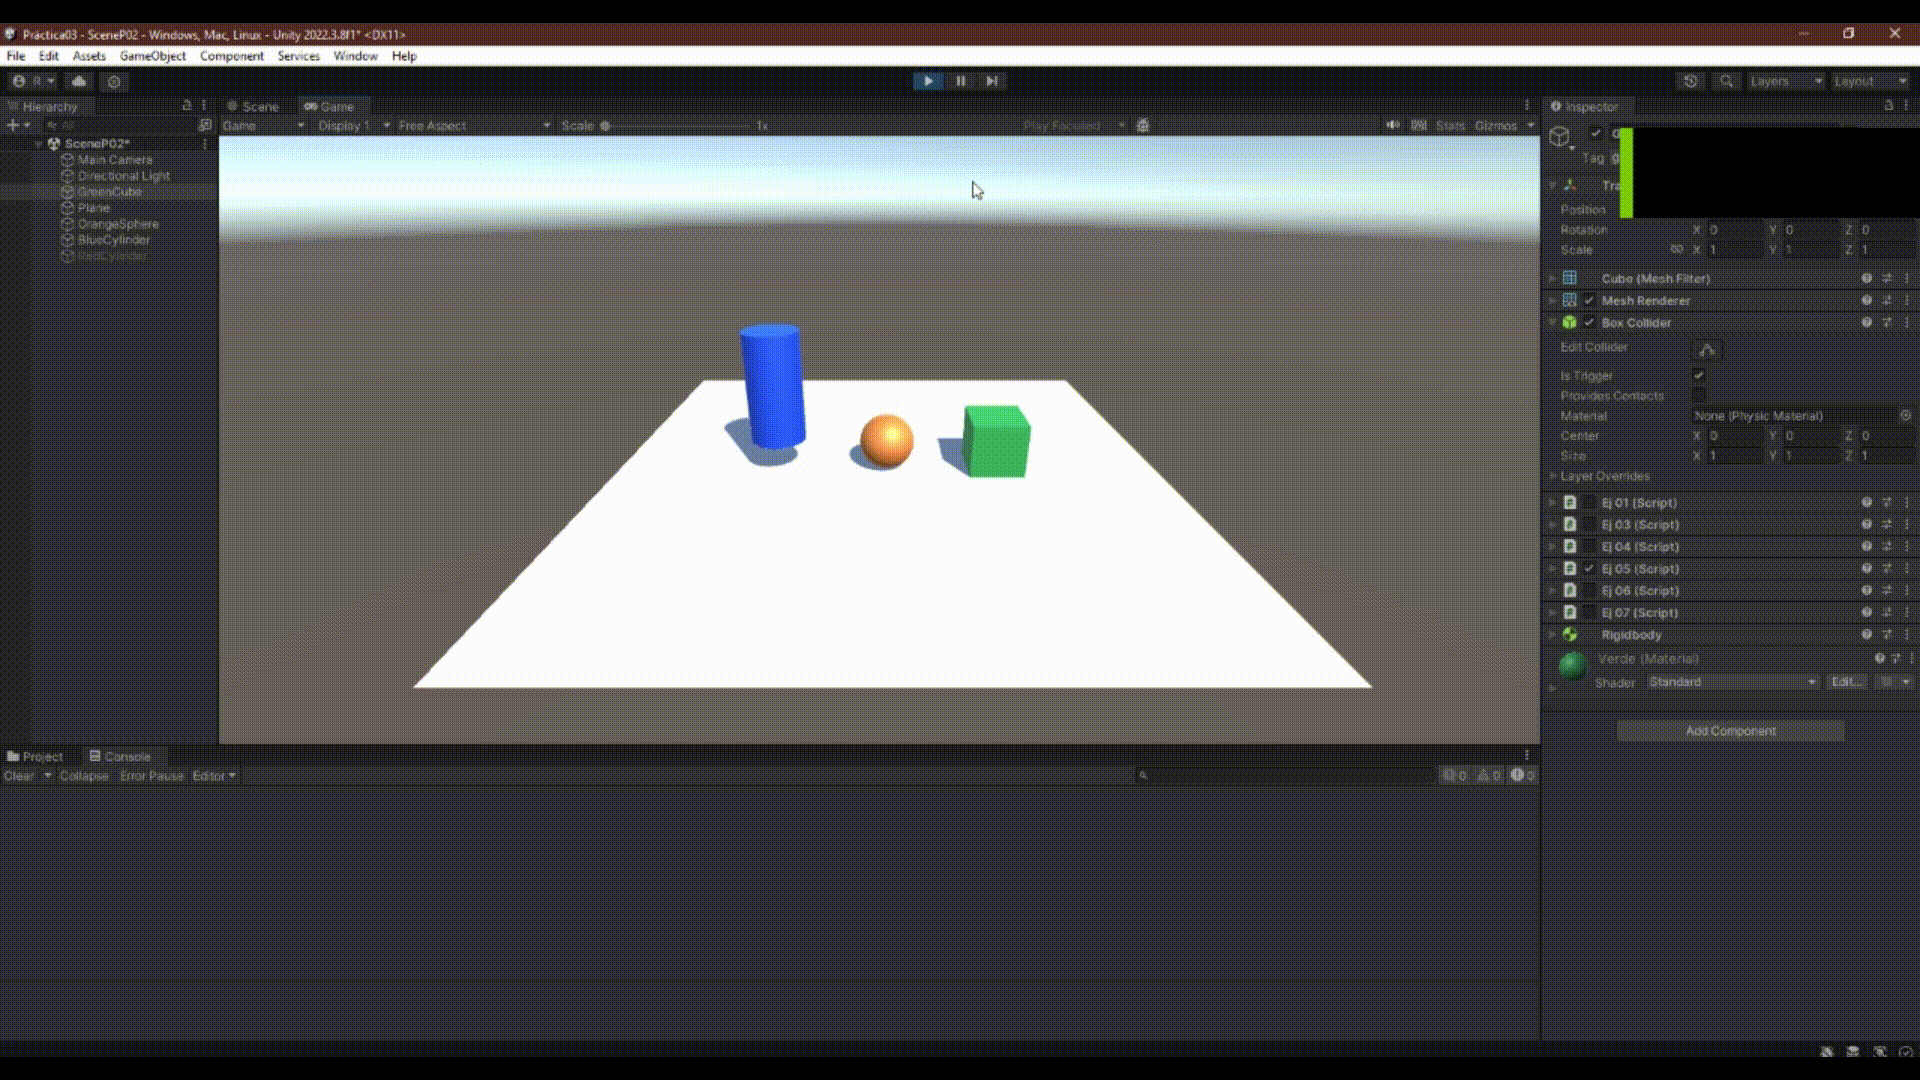 Práctica03 - SceneP02 - Windows, Mac, Linux - Unity 2022.3.8f1* <DX11>
File Edit Assets GameObject Component Services Window Help
R Layers Layout
Hierarchy Scene Game Inspector
All Game Display 1 Free Aspect Scale 1x Play Focused Stats Gizmos
SceneP02*
Main Camera
Directional Light
GreenCube
Plane
OrangeSphere
BlueCylinder
RedCylinder
Tag
Position
Rotation X 0 Y 0 Z 0
Scale X 1 Y 1 Z 1
Cube (Mesh Filter)
Mesh Renderer
Box Collider
Edit Collider
Is Trigger
Provides Contacts
Material None (Physic Material)
Center X 0 Y 0 Z 0
Size X 1 Y 1 Z 1
Layer Overrides
Ej 01 (Script)
Ej 03 (Script)
Ej 04 (Script)
Ej 05 (Script)
Ej 06 (Script)
Ej 07 (Script)
Rigidbody
Verde (Material)
Shader Standard Edit...
Add Component
Project Console
Clear Collapse Error Pause Editor 0 0 0